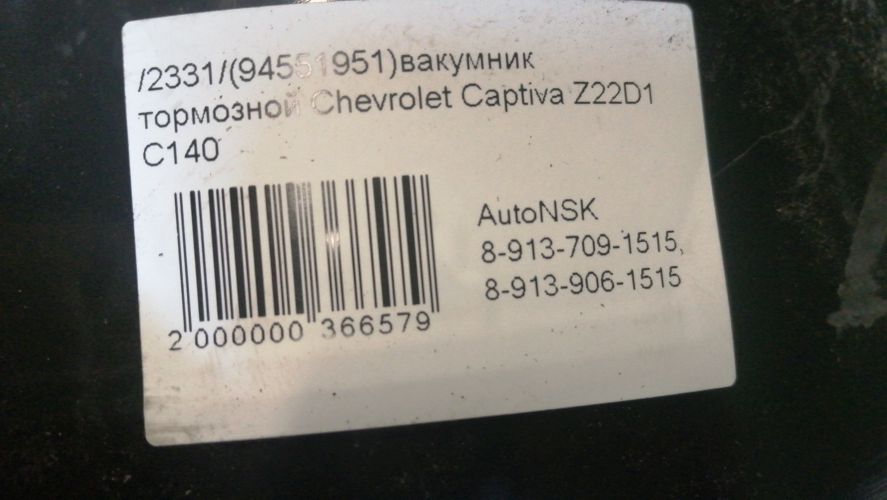 /2331/(94551951)вакумник
тормозной Chevrolet Captiva Z22D1
C140
AutoNSK
8-913-709-1515,
8-913-906-1515
2 000000 366579